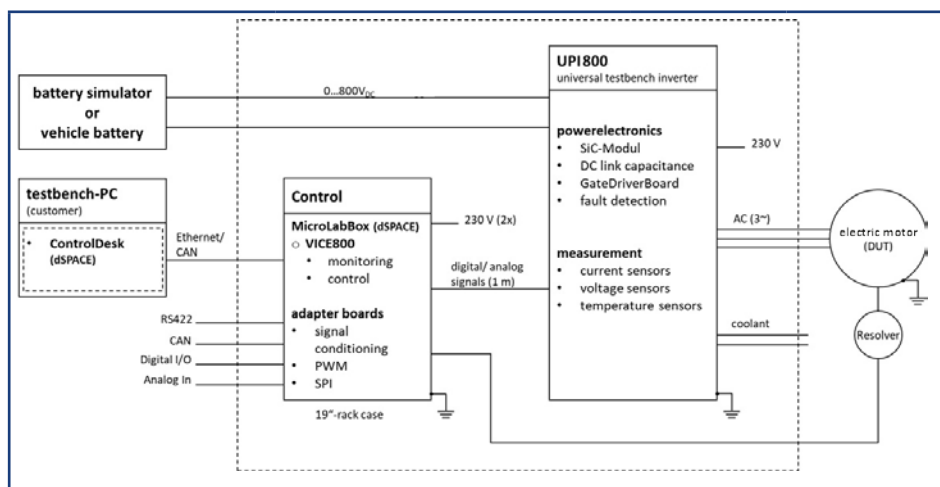 battery simulator
or
vehicle battery
0...800V_DC
UPI800
universal testbench inverter
powerelectronics
• SiC-Modul
• DC link capacitance
• GateDriverBoard
• fault detection
measurement
• current sensors
• voltage sensors
• temperature sensors
230 V
AC (3~)
coolant
electric motor
(DUT)
Resolver
testbench-PC
(customer)
• ControlDesk
(dSPACE)
Ethernet/
CAN
Control
MicroLabBox (dSPACE)
○ VICE800
• monitoring
• control
adapter boards
• signal
conditioning
• PWM
• SPI
230 V (2x)
digital/ analog
signals (1 m)
RS422
CAN
Digital I/O
Analog In
19"-rack case